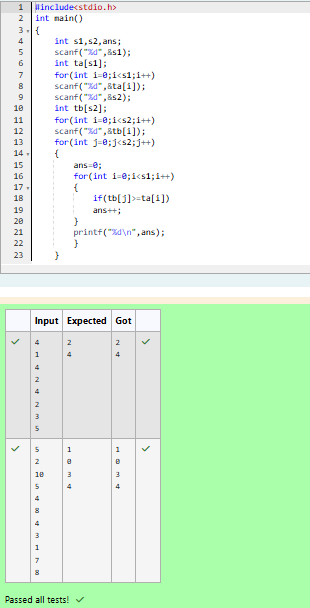 1 #include<stdio.h>
2 int main()
3 {
4 int s1,s2,ans;
5 scanf("%d",&s1);
6 int ta[s1];
7 for(int i=0;i<s1;i++)
8 scanf("%d",&ta[i]);
9 scanf("%d",&s2);
10 int tb[s2];
11 for(int i=0;i<s2;i++)
12 scanf("%d",&tb[i]);
13 for(int j=0;j<s2;j++)
14 {
15 ans=0;
16 for(int i=0;i<s1;i++)
17 {
18 if(tb[j]>=ta[i])
19 ans++;
20 }
21 printf("%d\n",ans);
22 }
23 }
Input Expected Got
4 2 2
1 4 4
4
2
4
2
3
5
5 1 1
2 0 0
10 3 3
5 4 4
4
8
4
3
1
7
8
Passed all tests!